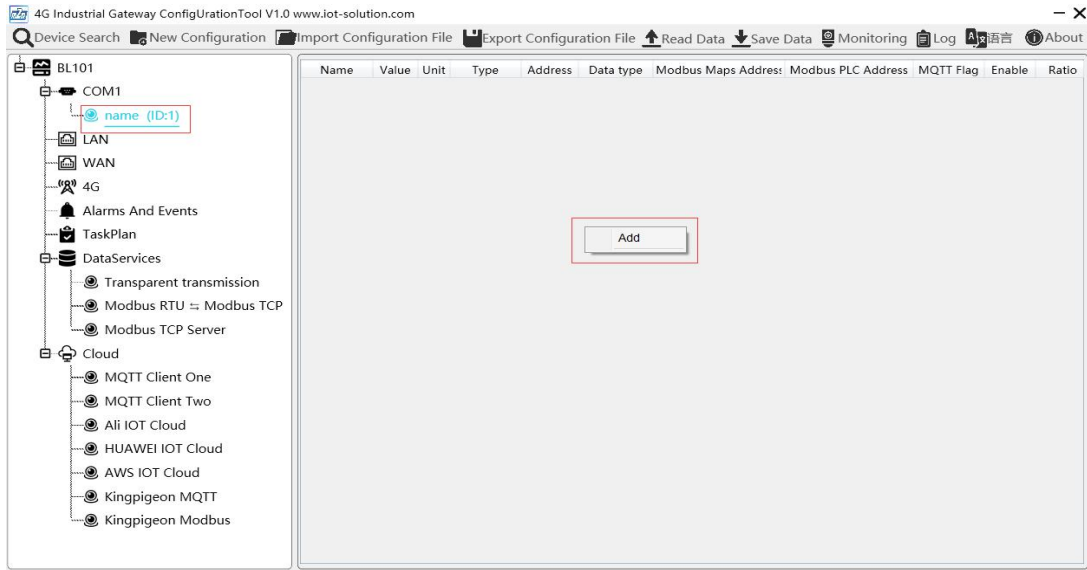 4G Industrial Gateway ConfigUrationTool V1.0 www.iot-solution.com
Device Search New Configuration Import Configuration File Export Configuration File Read Data Save Data Monitoring Log 语言 About
BL101
COM1
name (ID:1)
LAN
WAN
4G
Alarms And Events
TaskPlan
DataServices
Transparent transmission
Modbus RTU ⇆ Modbus TCP
Modbus TCP Server
Cloud
MQTT Client One
MQTT Client Two
Ali IOT Cloud
HUAWEI IOT Cloud
AWS IOT Cloud
Kingpigeon MQTT
Kingpigeon Modbus
Name Value Unit Type Address Data type Modbus Maps Address Modbus PLC Address MQTT Flag Enable Ratio
Add